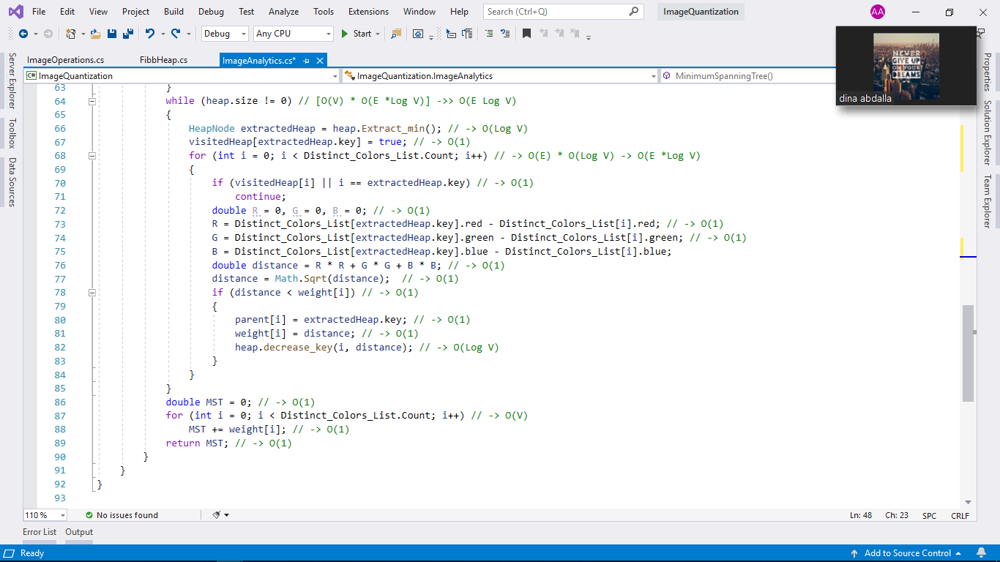 File Edit View Project Build Debug Test Analyze Tools Extensions Window Help Search (Ctrl+Q) ImageQuantization AA
Debug Any CPU Start
NEVER
GIVE UP
ON YOUR
DREAMS
dina abdalla
ImageOperations.cs FibbHeap.cs ImageAnalytics.cs*
C# ImageQuantization ImageQuantization.ImageAnalytics MinimumSpanningTree()
Server Explorer
Toolbox
Data Sources
Properties
Solution Explorer
Team Explorer
63 }
64 while (heap.size != 0) // [O(V) * O(E *Log V)] ->> O(E Log V)
65 {
66 HeapNode extractedHeap = heap.Extract_min(); // -> O(Log V)
67 visitedHeap[extractedHeap.key] = true; // -> O(1)
68 for (int i = 0; i < Distinct_Colors_List.Count; i++) // -> O(E) * O(Log V) -> O(E *Log V)
69 {
70 if (visitedHeap[i] || i == extractedHeap.key) // -> O(1)
71 continue;
72 double R = 0, G = 0, B = 0; // -> O(1)
73 R = Distinct_Colors_List[extractedHeap.key].red - Distinct_Colors_List[i].red; // -> O(1)
74 G = Distinct_Colors_List[extractedHeap.key].green - Distinct_Colors_List[i].green; // -> O(1)
75 B = Distinct_Colors_List[extractedHeap.key].blue - Distinct_Colors_List[i].blue;
76 double distance = R * R + G * G + B * B; // -> O(1)
77 distance = Math.Sqrt(distance); // -> O(1)
78 if (distance < weight[i]) // -> O(1)
79 {
80 parent[i] = extractedHeap.key; // -> O(1)
81 weight[i] = distance; // -> O(1)
82 heap.decrease_key(i, distance); // -> O(Log V)
83 }
84 }
85 }
86 double MST = 0; // -> O(1)
87 for (int i = 0; i < Distinct_Colors_List.Count; i++) // -> O(V)
88 MST += weight[i]; // -> O(1)
89 return MST; // -> O(1)
90 }
91 }
92 }
93
110 % No issues found Ln: 48 Ch: 23 SPC CRLF
Error List Output
Ready Add to Source Control